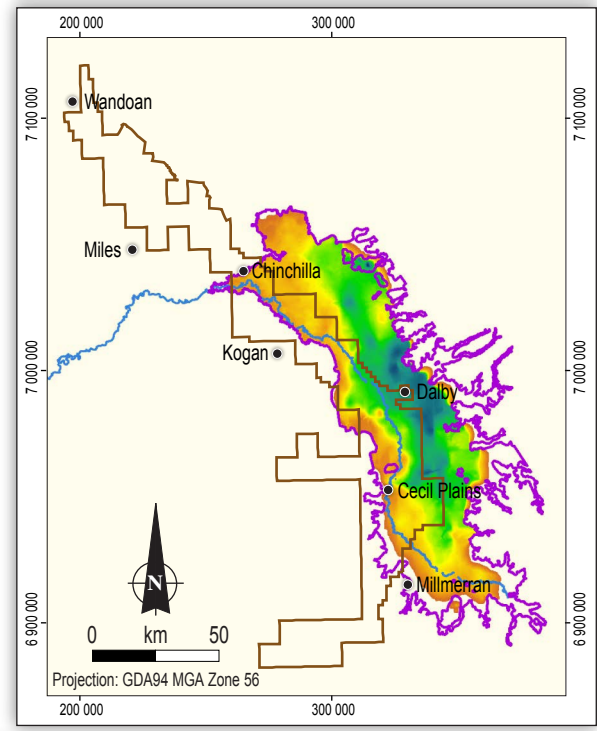 200 000
300 000
7 100 000
7 100 000
Wandoan
Miles
Chinchilla
Kogan
7 000 000
7 000 000
Dalby
Cecil Plains
N
Millmerran
6 900 000
6 900 000
0 km 50
Projection: GDA94 MGA Zone 56
200 000
300 000